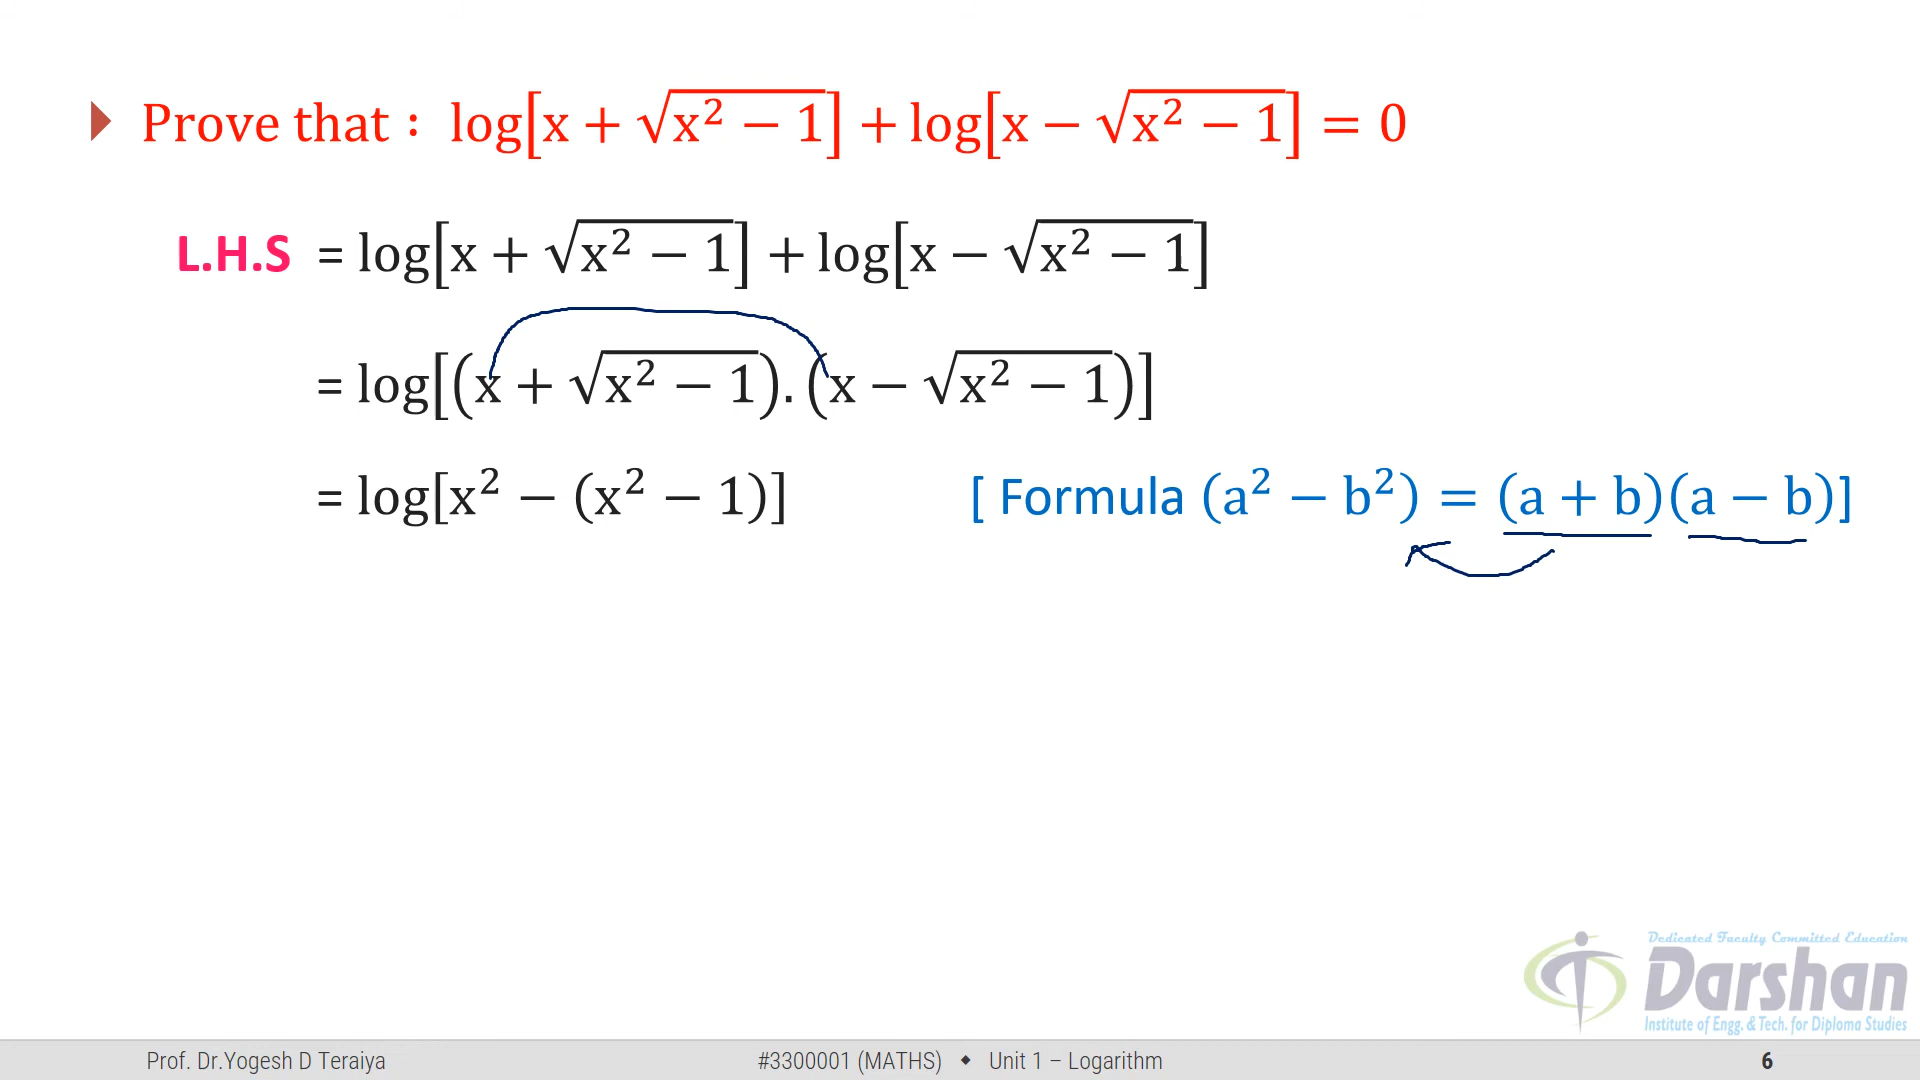 Prove that : log[x + √(x² − 1)] + log[x − √(x² − 1)] = 0
L.H.S = log[x + √(x² − 1)] + log[x − √(x² − 1)]
= log[(x + √(x² − 1)).(x − √(x² − 1))]
= log[x² − (x² − 1)] [ Formula (a² − b²) = (a + b)(a − b)]
Dedicated Faculty Committed Education
Darshan
Institute of Engg. & Tech. for Diploma Studies
Prof. Dr.Yogesh D Teraiya #3300001 (MATHS) ◆ Unit 1 – Logarithm 6